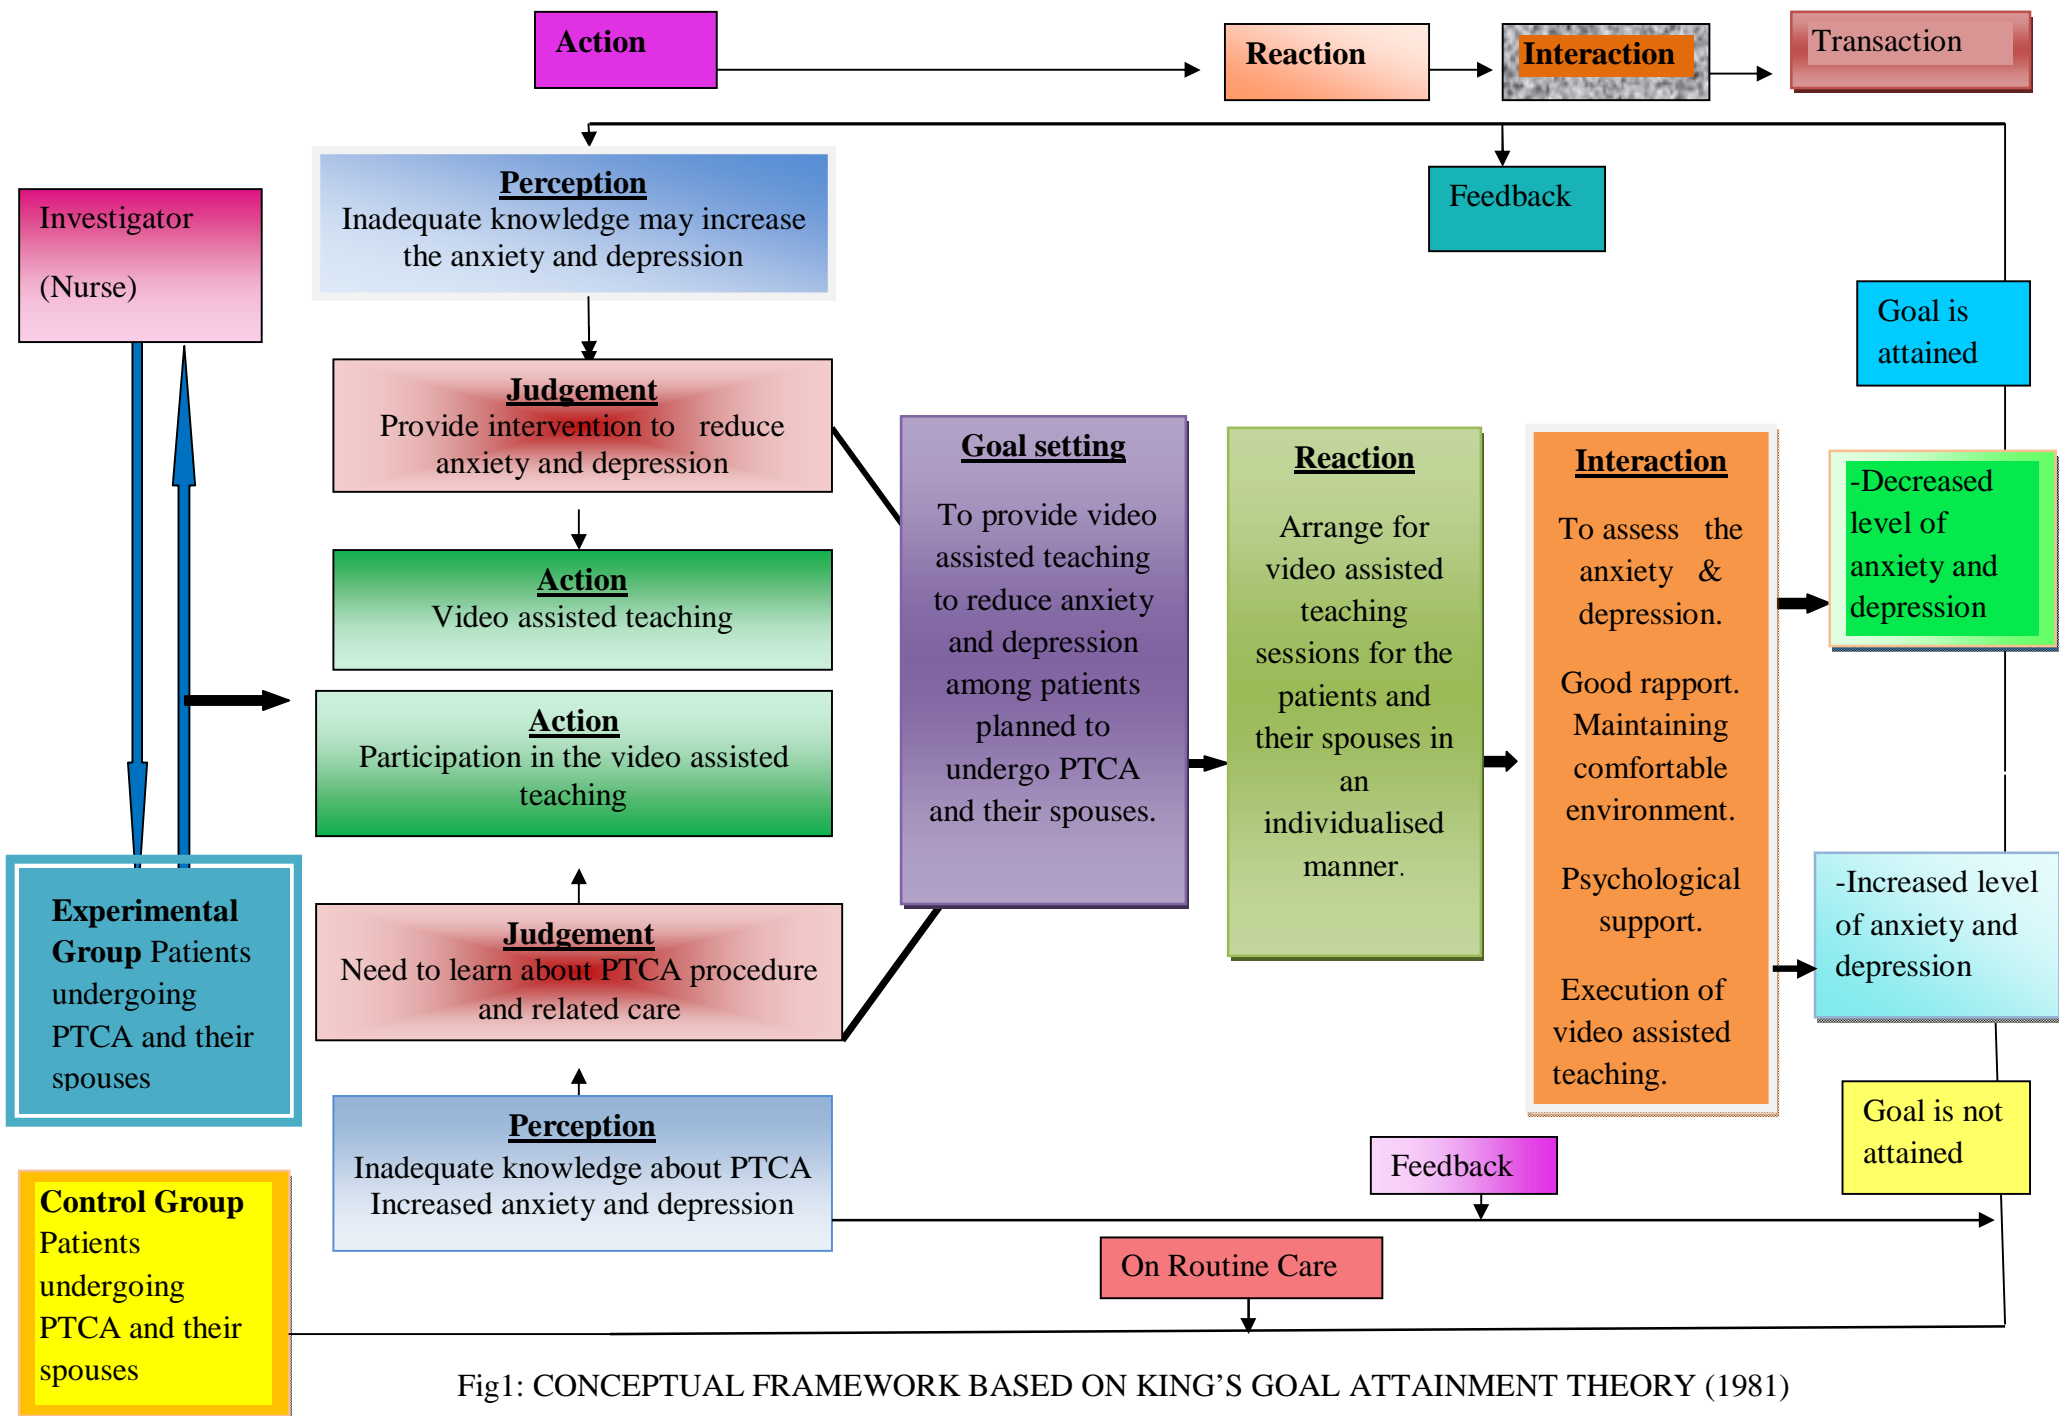 Action
Reaction
Interaction
Transaction
Perception
Inadequate knowledge may increase
the anxiety and depression
Feedback
Investigator
(Nurse)
Goal is
attained
Judgement
Provide intervention to reduce
anxiety and depression
Action
Video assisted teaching
Action
Participation in the video assisted
teaching
Judgement
Need to learn about PTCA procedure
and related care
Perception
Inadequate knowledge about PTCA
Increased anxiety and depression
Goal setting
To provide video
assisted teaching
to reduce anxiety
and depression
among patients
planned to
undergo PTCA
and their spouses.
Reaction
Arrange for
video assisted
teaching
sessions for the
patients and
their spouses in
an
individualised
manner.
Interaction
To assess the
anxiety &
depression.
Good rapport.
Maintaining
comfortable
environment.
Psychological
support.
Execution of
video assisted
teaching.
-Decreased
level of
anxiety and
depression
-Increased level
of anxiety and
depression
Goal is not
attained
Experimental
Group Patients
undergoing
PTCA and their
spouses
Control Group
Patients
undergoing
PTCA and their
spouses
Feedback
On Routine Care
Fig1: CONCEPTUAL FRAMEWORK BASED ON KING'S GOAL ATTAINMENT THEORY (1981)